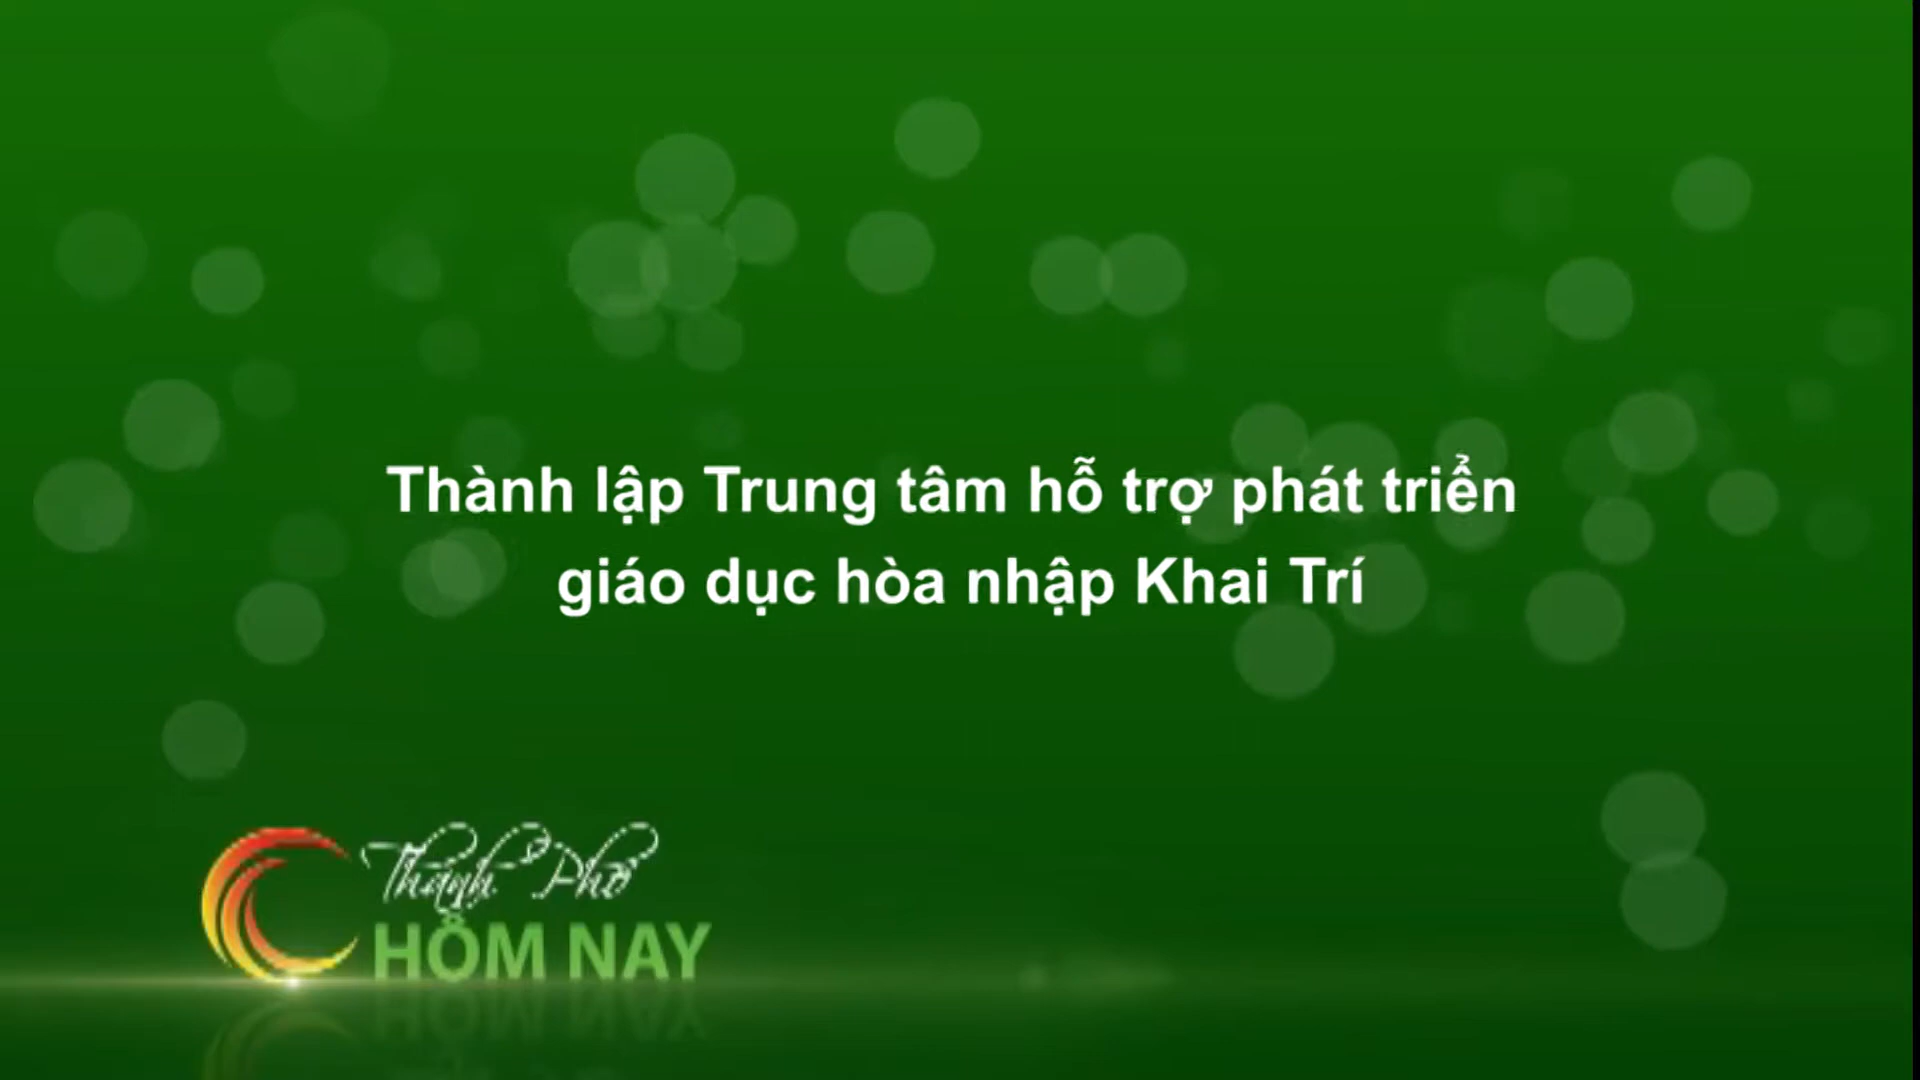 Thành lập Trung tâm hỗ trợ phát triển
giáo dục hòa nhập Khai Trí
Thành Phố
HÔM NAY